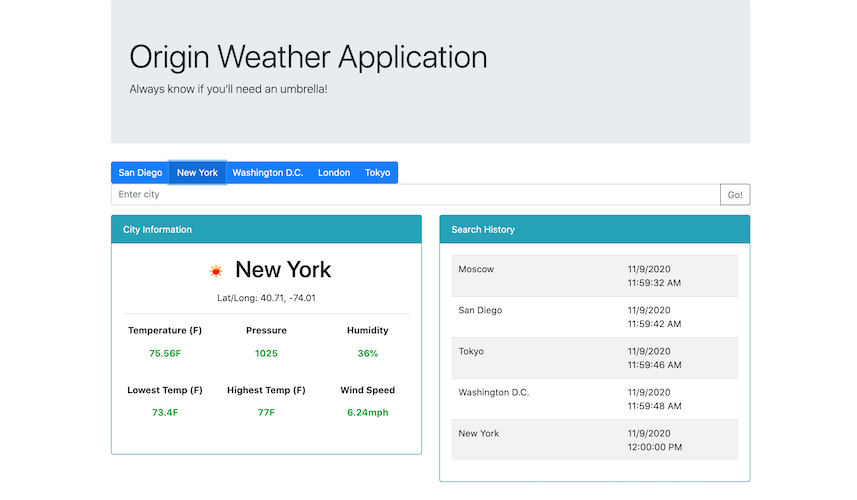 Origin Weather Application
Always know if you'll need an umbrella!
San Diego New York Washington D.C. London Tokyo
Enter city Go!
City Information
New York
Lat/Long: 40.71, -74.01
Temperature (F) Pressure Humidity
75.56F 1025 36%
Lowest Temp (F) Highest Temp (F) Wind Speed
73.4F 77F 6.24mph
Search History
Moscow 11/9/2020
11:59:32 AM
San Diego 11/9/2020
11:59:42 AM
Tokyo 11/9/2020
11:59:46 AM
Washington D.C. 11/9/2020
11:59:48 AM
New York 11/9/2020
12:00:00 PM